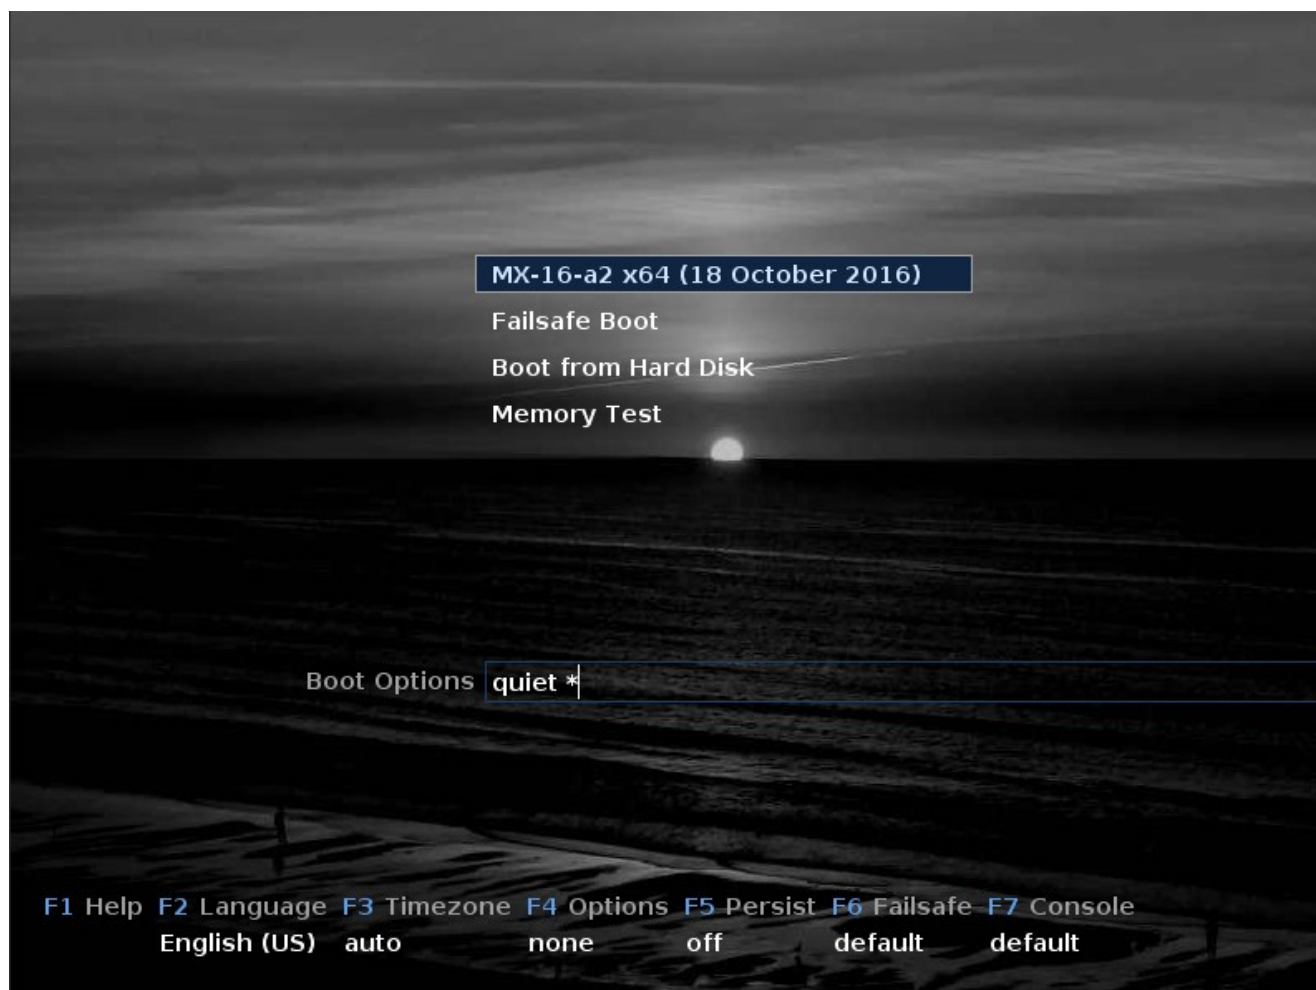 MX-16-a2 x64 (18 October 2016)
Failsafe Boot
Boot from Hard Disk
Memory Test
Boot Options quiet *
F1 Help F2 Language F3 Timezone F4 Options F5 Persist F6 Failsafe F7 Console
English (US) auto none off default default